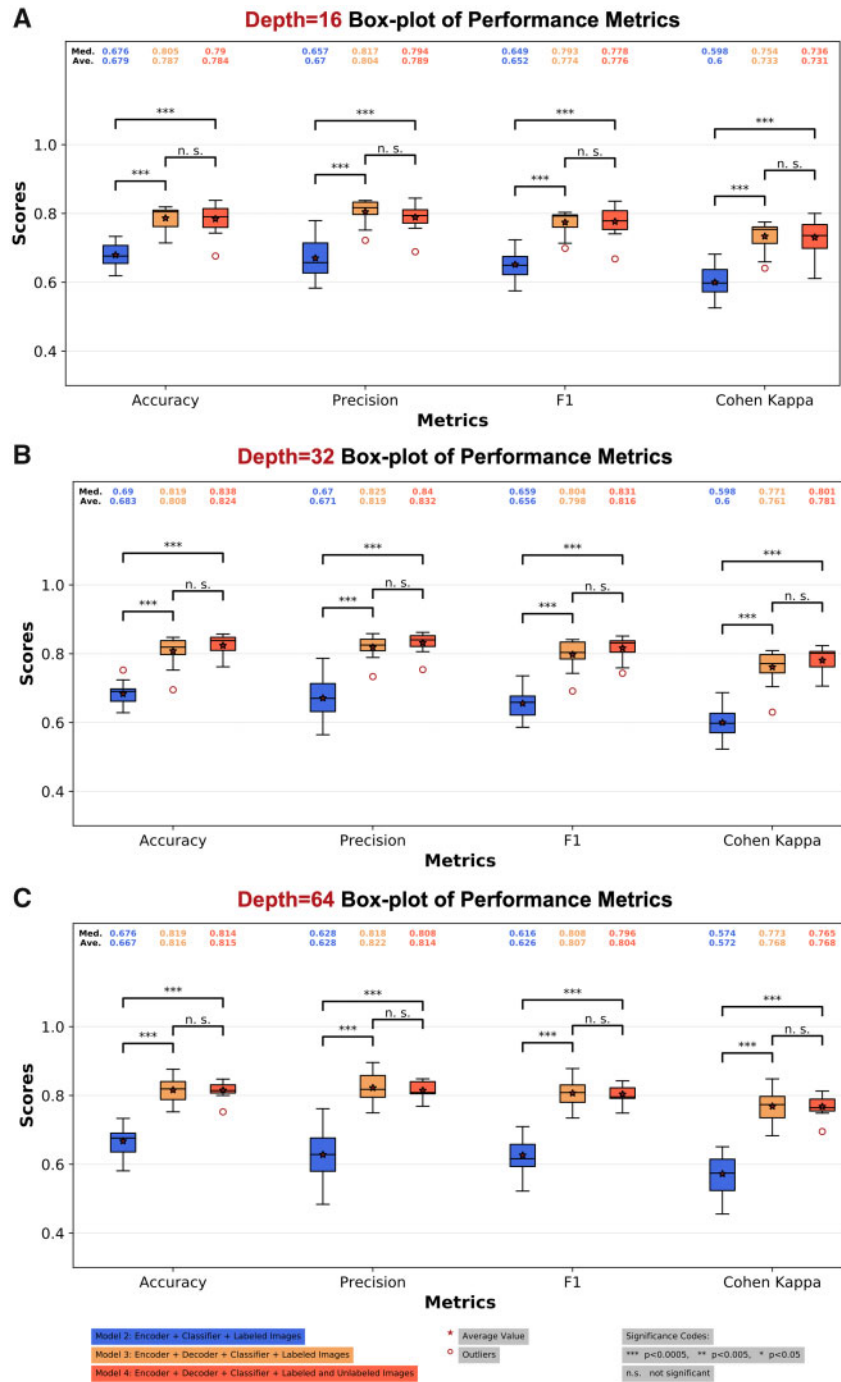 A
Depth=16 Box-plot of Performance Metrics
Med. 0.676 0.805 0.79 0.657 0.817 0.794 0.649 0.793 0.778 0.598 0.754 0.736
Ave. 0.679 0.787 0.784 0.67 0.804 0.789 0.652 0.774 0.776 0.6 0.733 0.731
*** *** *** ***
n. s. n. s. n. s. n. s.
*** *** *** ***
1.0
0.8
0.6
0.4
Scores
Accuracy Precision F1 Cohen Kappa
Metrics
B
Depth=32 Box-plot of Performance Metrics
Med. 0.69 0.819 0.838 0.67 0.825 0.84 0.659 0.804 0.831 0.598 0.771 0.801
Ave. 0.683 0.808 0.824 0.671 0.819 0.832 0.656 0.798 0.816 0.6 0.761 0.781
*** *** *** ***
n. s. n. s. n. s. n. s.
*** *** *** ***
1.0
0.8
0.6
0.4
Scores
Accuracy Precision F1 Cohen Kappa
Metrics
C
Depth=64 Box-plot of Performance Metrics
Med. 0.676 0.819 0.814 0.628 0.818 0.808 0.616 0.808 0.796 0.574 0.773 0.765
Ave. 0.667 0.816 0.815 0.628 0.822 0.814 0.626 0.807 0.804 0.572 0.768 0.768
*** *** *** ***
n. s. n. s. n. s. n. s.
*** *** *** ***
1.0
0.8
0.6
0.4
Scores
Accuracy Precision F1 Cohen Kappa
Metrics
Model 2: Encoder + Classifier + Labeled Images
Model 3: Encoder + Decoder + Classifier + Labeled Images
Model 4: Encoder + Decoder + Classifier + Labeled and Unlabeled Images
Average Value
Outliers
Significance Codes:
*** p<0.0005, ** p<0.005, * p<0.05
n.s. not significant